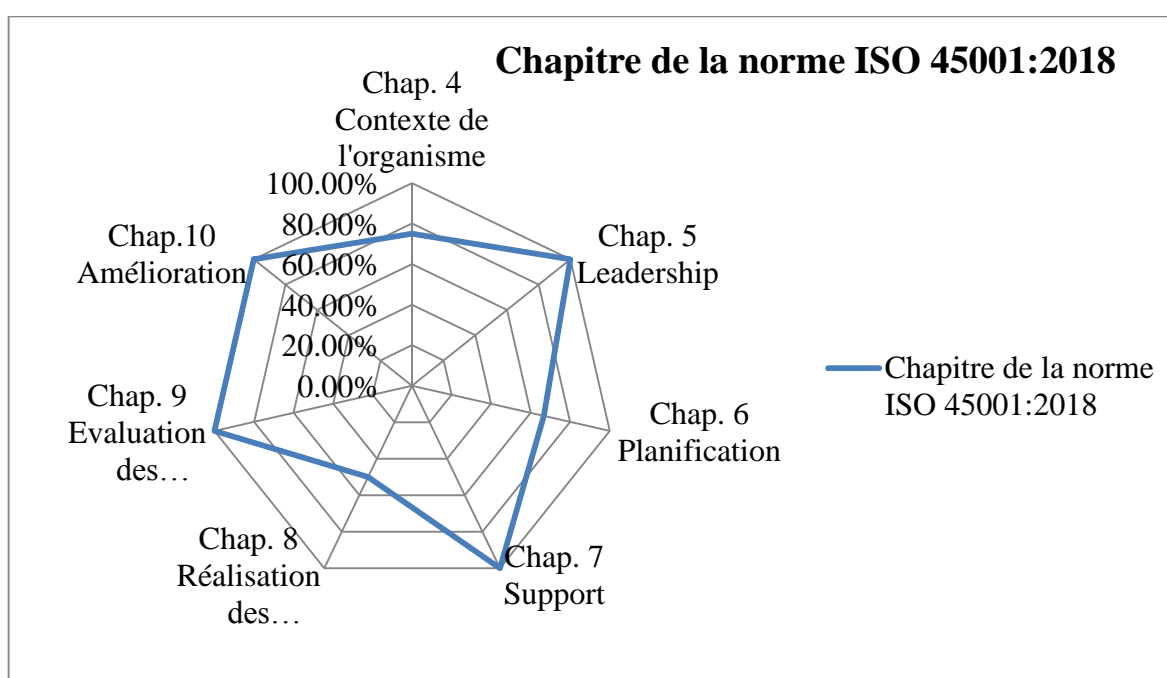 Chapitre de la norme ISO 45001:2018
Chap. 4
Contexte de
l'organisme
100.00%
80.00%
60.00%
40.00%
20.00%
0.00%
Chap. 5
Leadership
Chap. 6
Planification
Chap. 7
Support
Chap. 8
Réalisation
des…
Chap. 9
Evaluation
des…
Chap.10
Amélioration
Chapitre de la norme
ISO 45001:2018